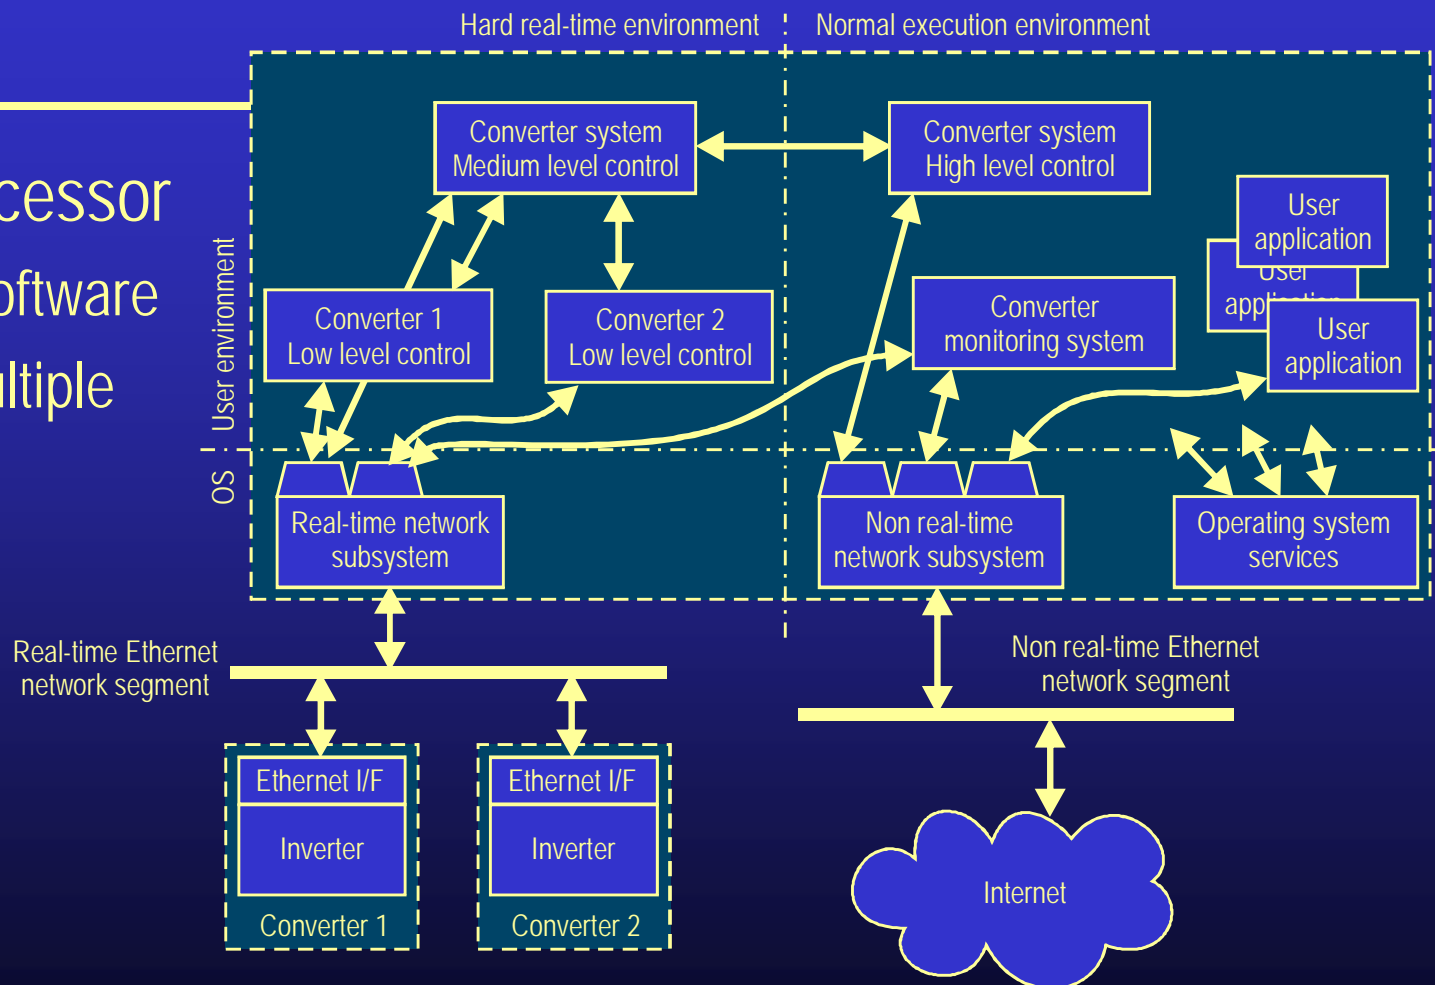 Hard real-time environment
Normal execution environment
cessor
oftware
ltiple
Converter system
Medium level control
Converter system
High level control
User
application
User
application
User
application
User environment
Converter 1
Low level control
Converter 2
Low level control
Converter
monitoring system
OS
Real-time network
subsystem
Non real-time
network subsystem
Operating system
services
Real-time Ethernet
network segment
Non real-time Ethernet
network segment
Ethernet I/F
Inverter
Converter 1
Ethernet I/F
Inverter
Converter 2
Internet